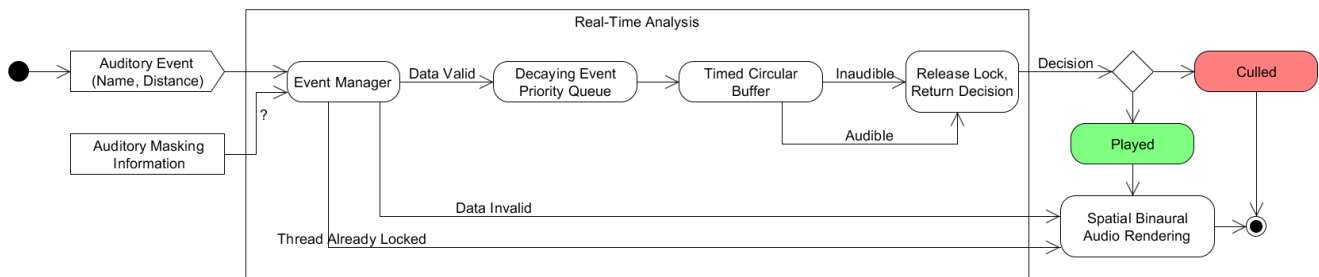 Real-Time Analysis
Auditory Event
(Name, Distance)
Event Manager
Data Valid
Decaying Event
Priority Queue
Timed Circular
Buffer
Inaudible
Release Lock,
Return Decision
Decision
Culled
?
Auditory Masking
Information
Audible
Played
Data Invalid
Spatial Binaural
Audio Rendering
Thread Already Locked